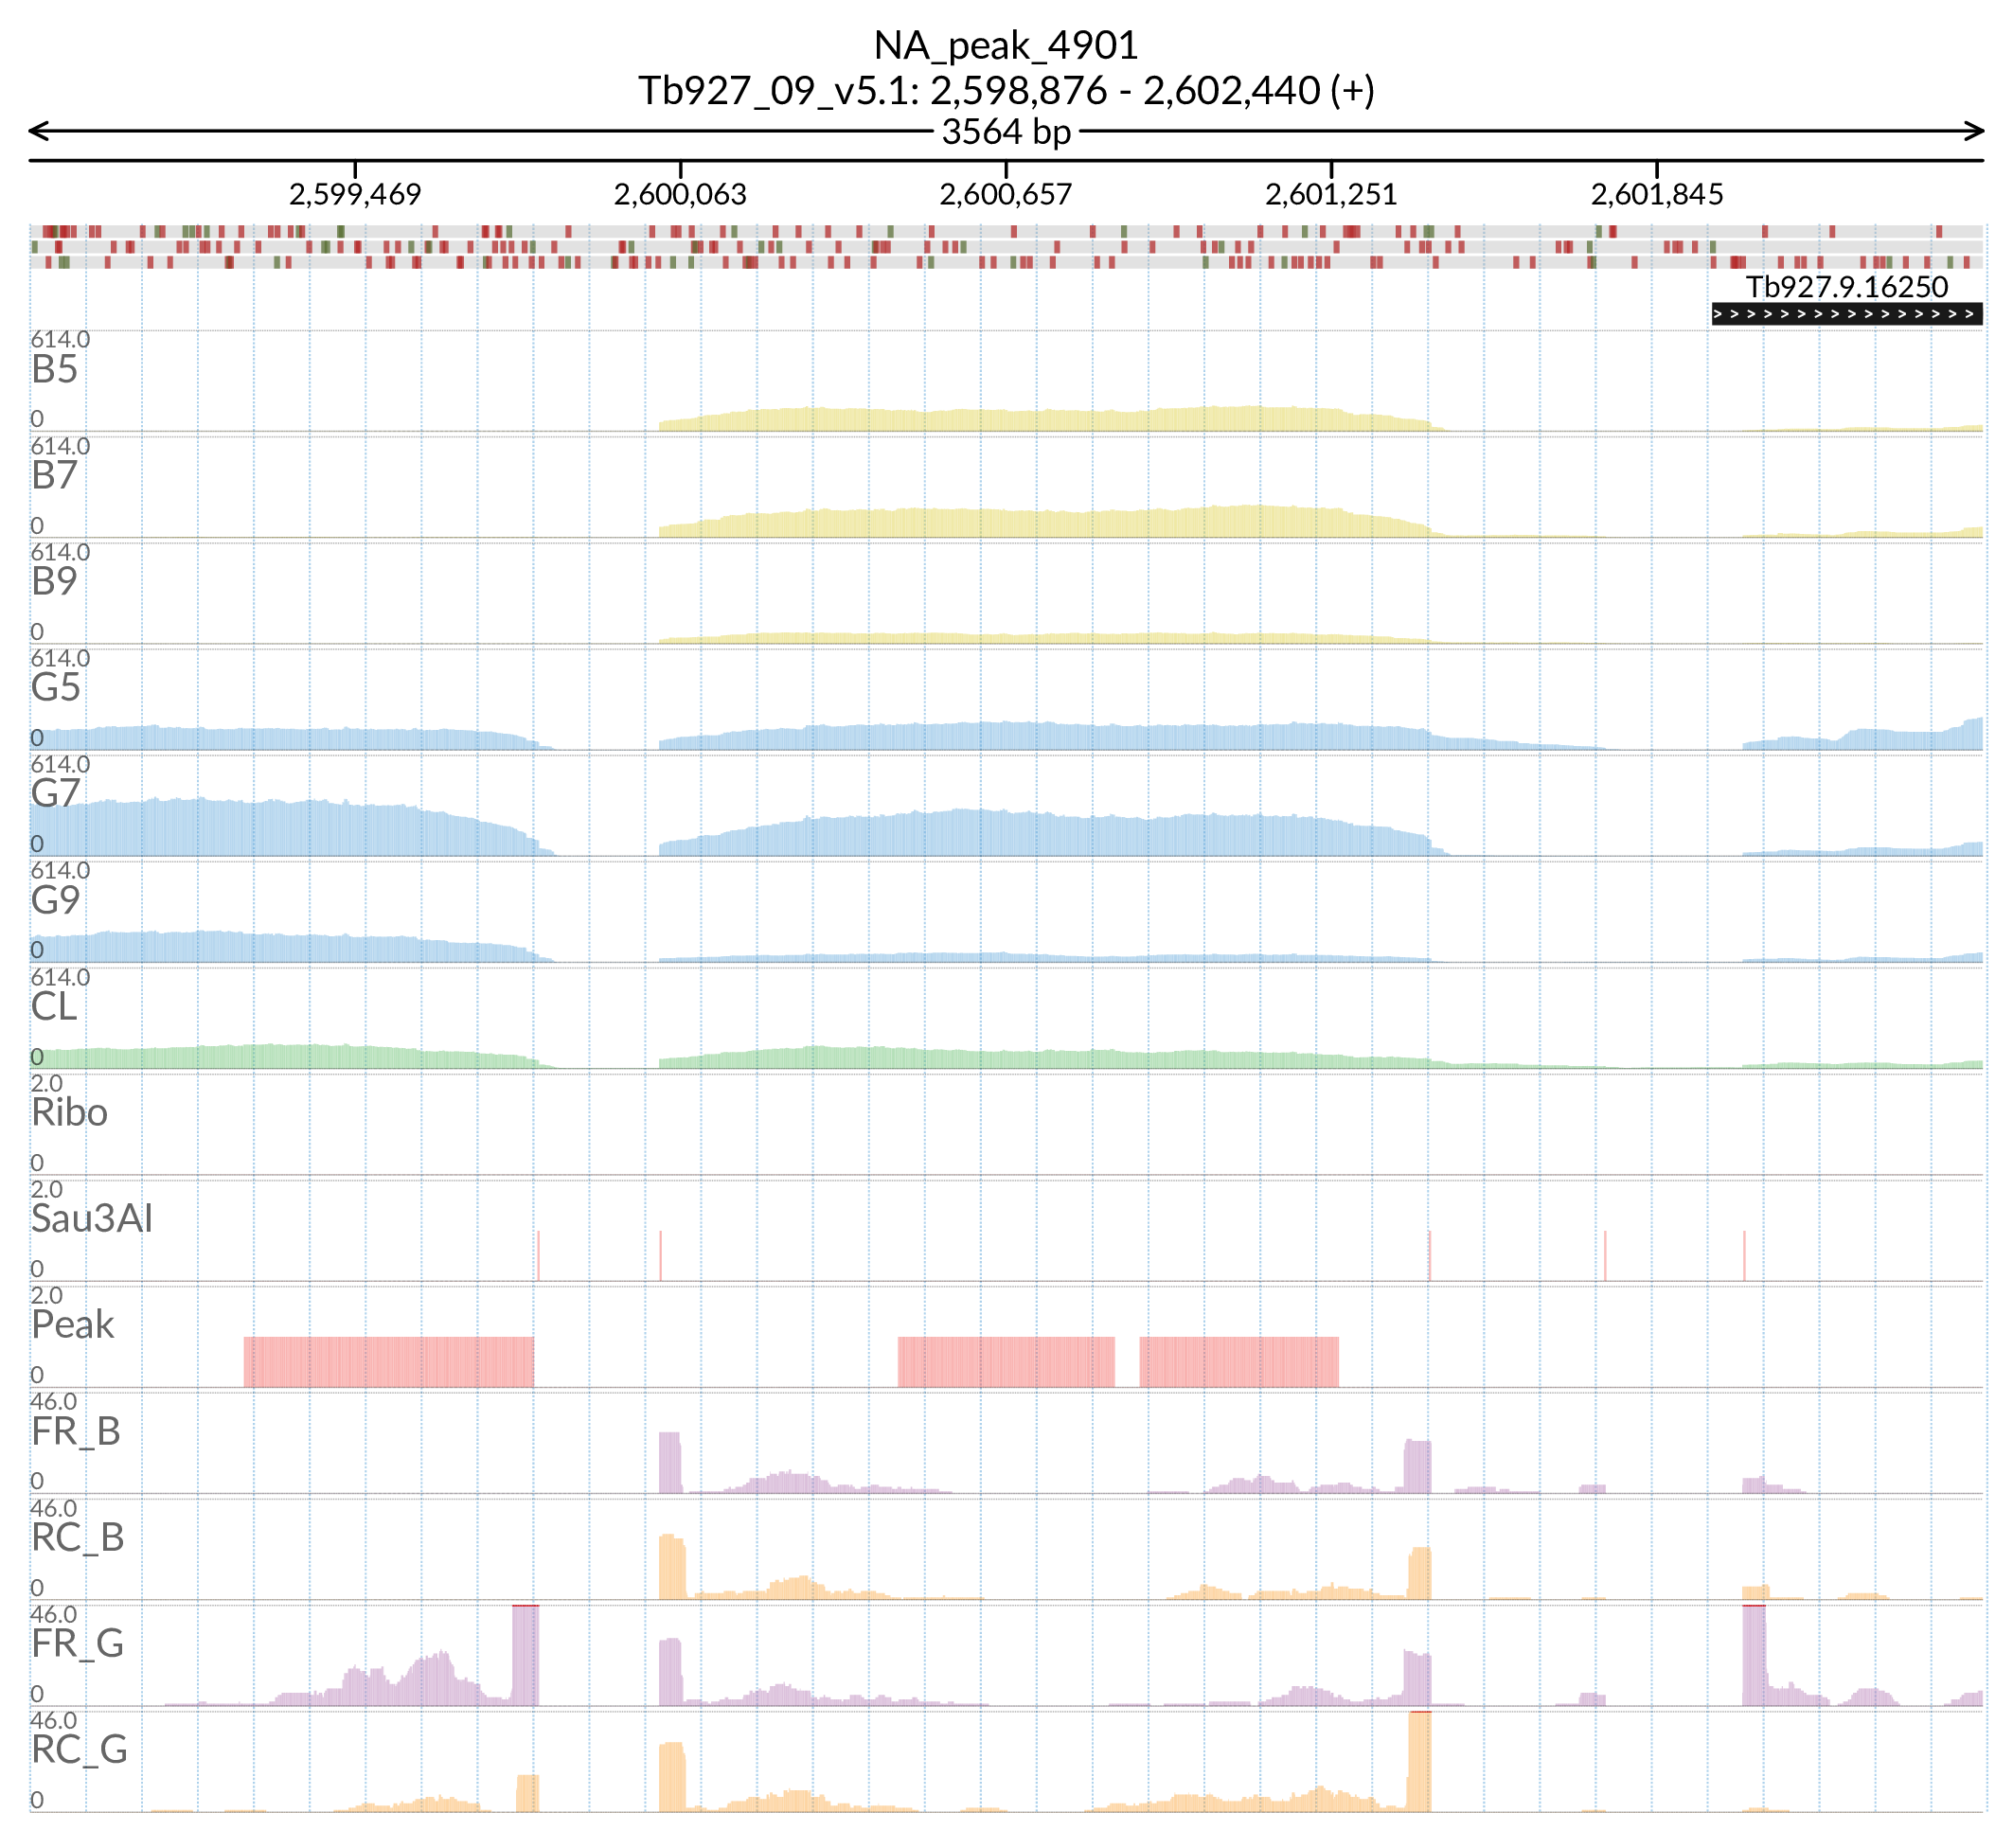 NA_peak_4901
Tb927_09_v5.1: 2,598,876 - 2,602,440 (+)
3564 bp
2,599,469 2,600,063 2,600,657 2,601,251 2,601,845
Tb927.9.16250
614.0
B5
0
614.0
B7
0
614.0
B9
0
614.0
G5
0
614.0
G7
0
614.0
G9
0
614.0
CL
0
2.0
Ribo
0
2.0
Sau3AI
0
2.0
Peak
0
46.0
FR_B
0
46.0
RC_B
0
46.0
FR_G
0
46.0
RC_G
0